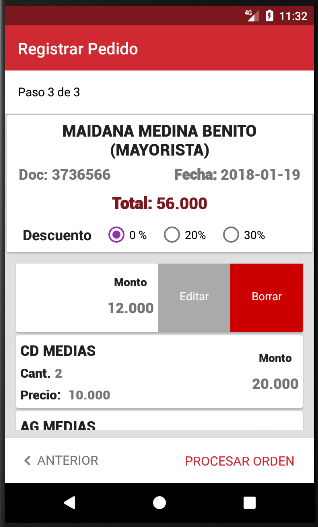 4G 11:32
Registrar Pedido
Paso 3 de 3
MAIDANA MEDINA BENITO
(MAYORISTA)
Doc: 3736566 Fecha: 2018-01-19
Total: 56.000
Descuento 0 % 20% 30%
Monto
12.000
Editar
Borrar
CD MEDIAS
Cant. 2
Precio: 10.000
Monto
20.000
AG MEDIAS
ANTERIOR
PROCESAR ORDEN